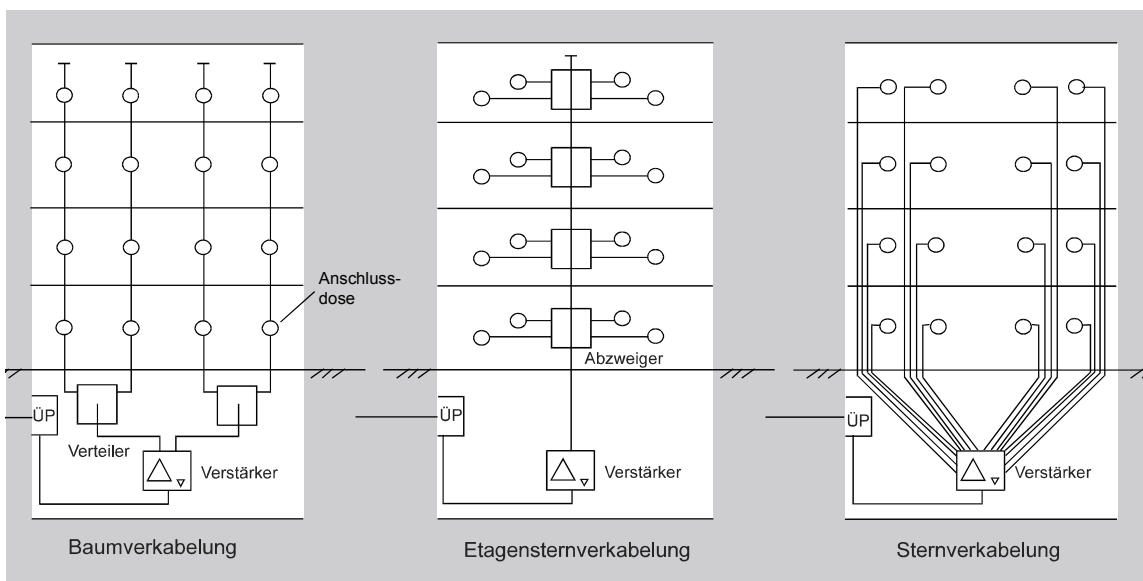 Anschluss-
dose
ÜP
Verteiler
Verstärker
Baumverkabelung
Abzweiger
ÜP
Verstärker
Etagensternverkabelung
ÜP
Verstärker
Sternverkabelung